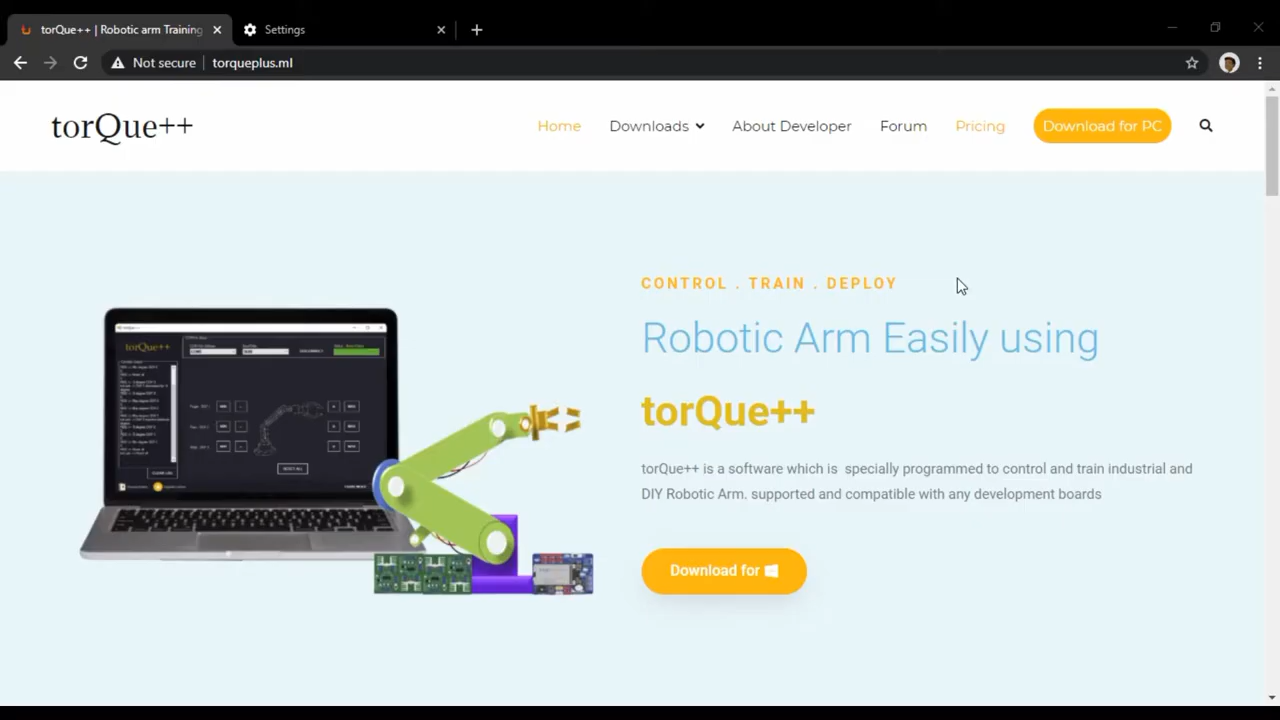 torQue++ | Robotic arm Training
Settings
Not secure
torqueplus.ml
torQue++
Home
Downloads
About Developer
Forum
Pricing
Download for PC
CONTROL . TRAIN . DEPLOY
Robotic Arm Easily using
torQue++
torQue++ is a software which is specially programmed to control and train industrial and
DIY Robotic Arm. supported and compatible with any development boards
Download for
torQue++
RESET ALL